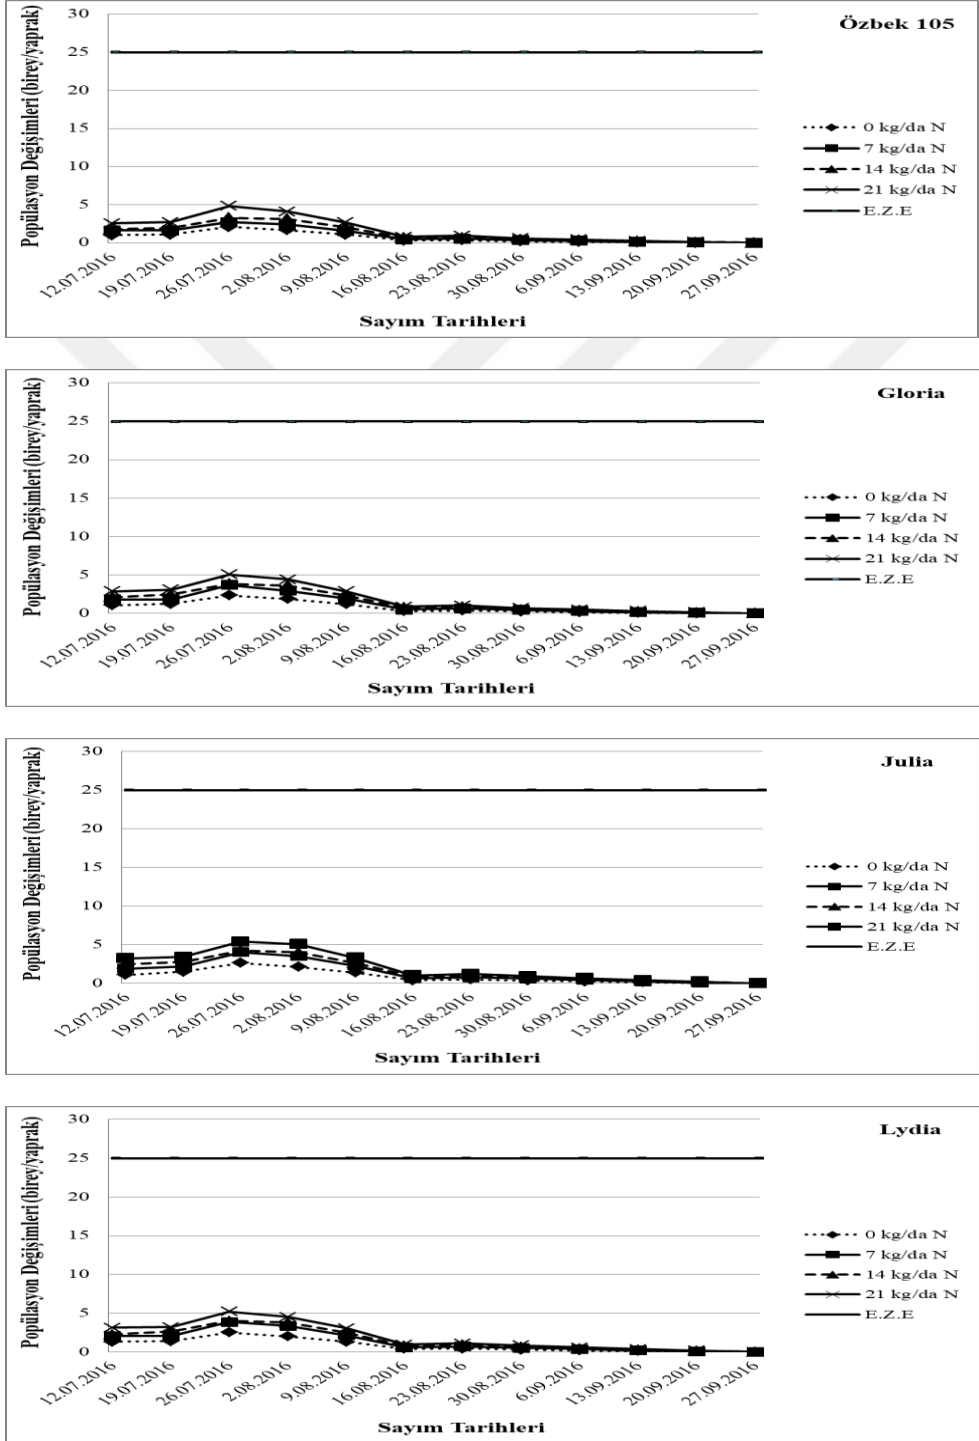 Özbek 105
Popülasyon Değişimleri (birey/yaprak)
30
25
20
15
10
5
0
12.07.2016
19.07.2016
26.07.2016
2.08.2016
9.08.2016
16.08.2016
23.08.2016
30.08.2016
6.09.2016
13.09.2016
20.09.2016
27.09.2016
Sayım Tarihleri
0 kg/da N
7 kg/da N
14 kg/da N
21 kg/da N
E.Z.E
Gloria
Popülasyon Değişimleri (birey/yaprak)
30
25
20
15
10
5
0
12.07.2016
19.07.2016
26.07.2016
2.08.2016
9.08.2016
16.08.2016
23.08.2016
30.08.2016
6.09.2016
13.09.2016
20.09.2016
27.09.2016
Sayım Tarihleri
0 kg/da N
7 kg/da N
14 kg/da N
21 kg/da N
E.Z.E
Julia
Popülasyon Değişimleri (birey/yaprak)
30
25
20
15
10
5
0
12.07.2016
19.07.2016
26.07.2016
2.08.2016
9.08.2016
16.08.2016
23.08.2016
30.08.2016
6.09.2016
13.09.2016
20.09.2016
27.09.2016
Sayım Tarihleri
0 kg/da N
7 kg/da N
14 kg/da N
21 kg/da N
E.Z.E
Lydia
Popülasyon Değişimleri (birey/yaprak)
30
25
20
15
10
5
0
12.07.2016
19.07.2016
26.07.2016
2.08.2016
9.08.2016
16.08.2016
23.08.2016
30.08.2016
6.09.2016
13.09.2016
20.09.2016
27.09.2016
Sayım Tarihleri
0 kg/da N
7 kg/da N
14 kg/da N
21 kg/da N
E.Z.E